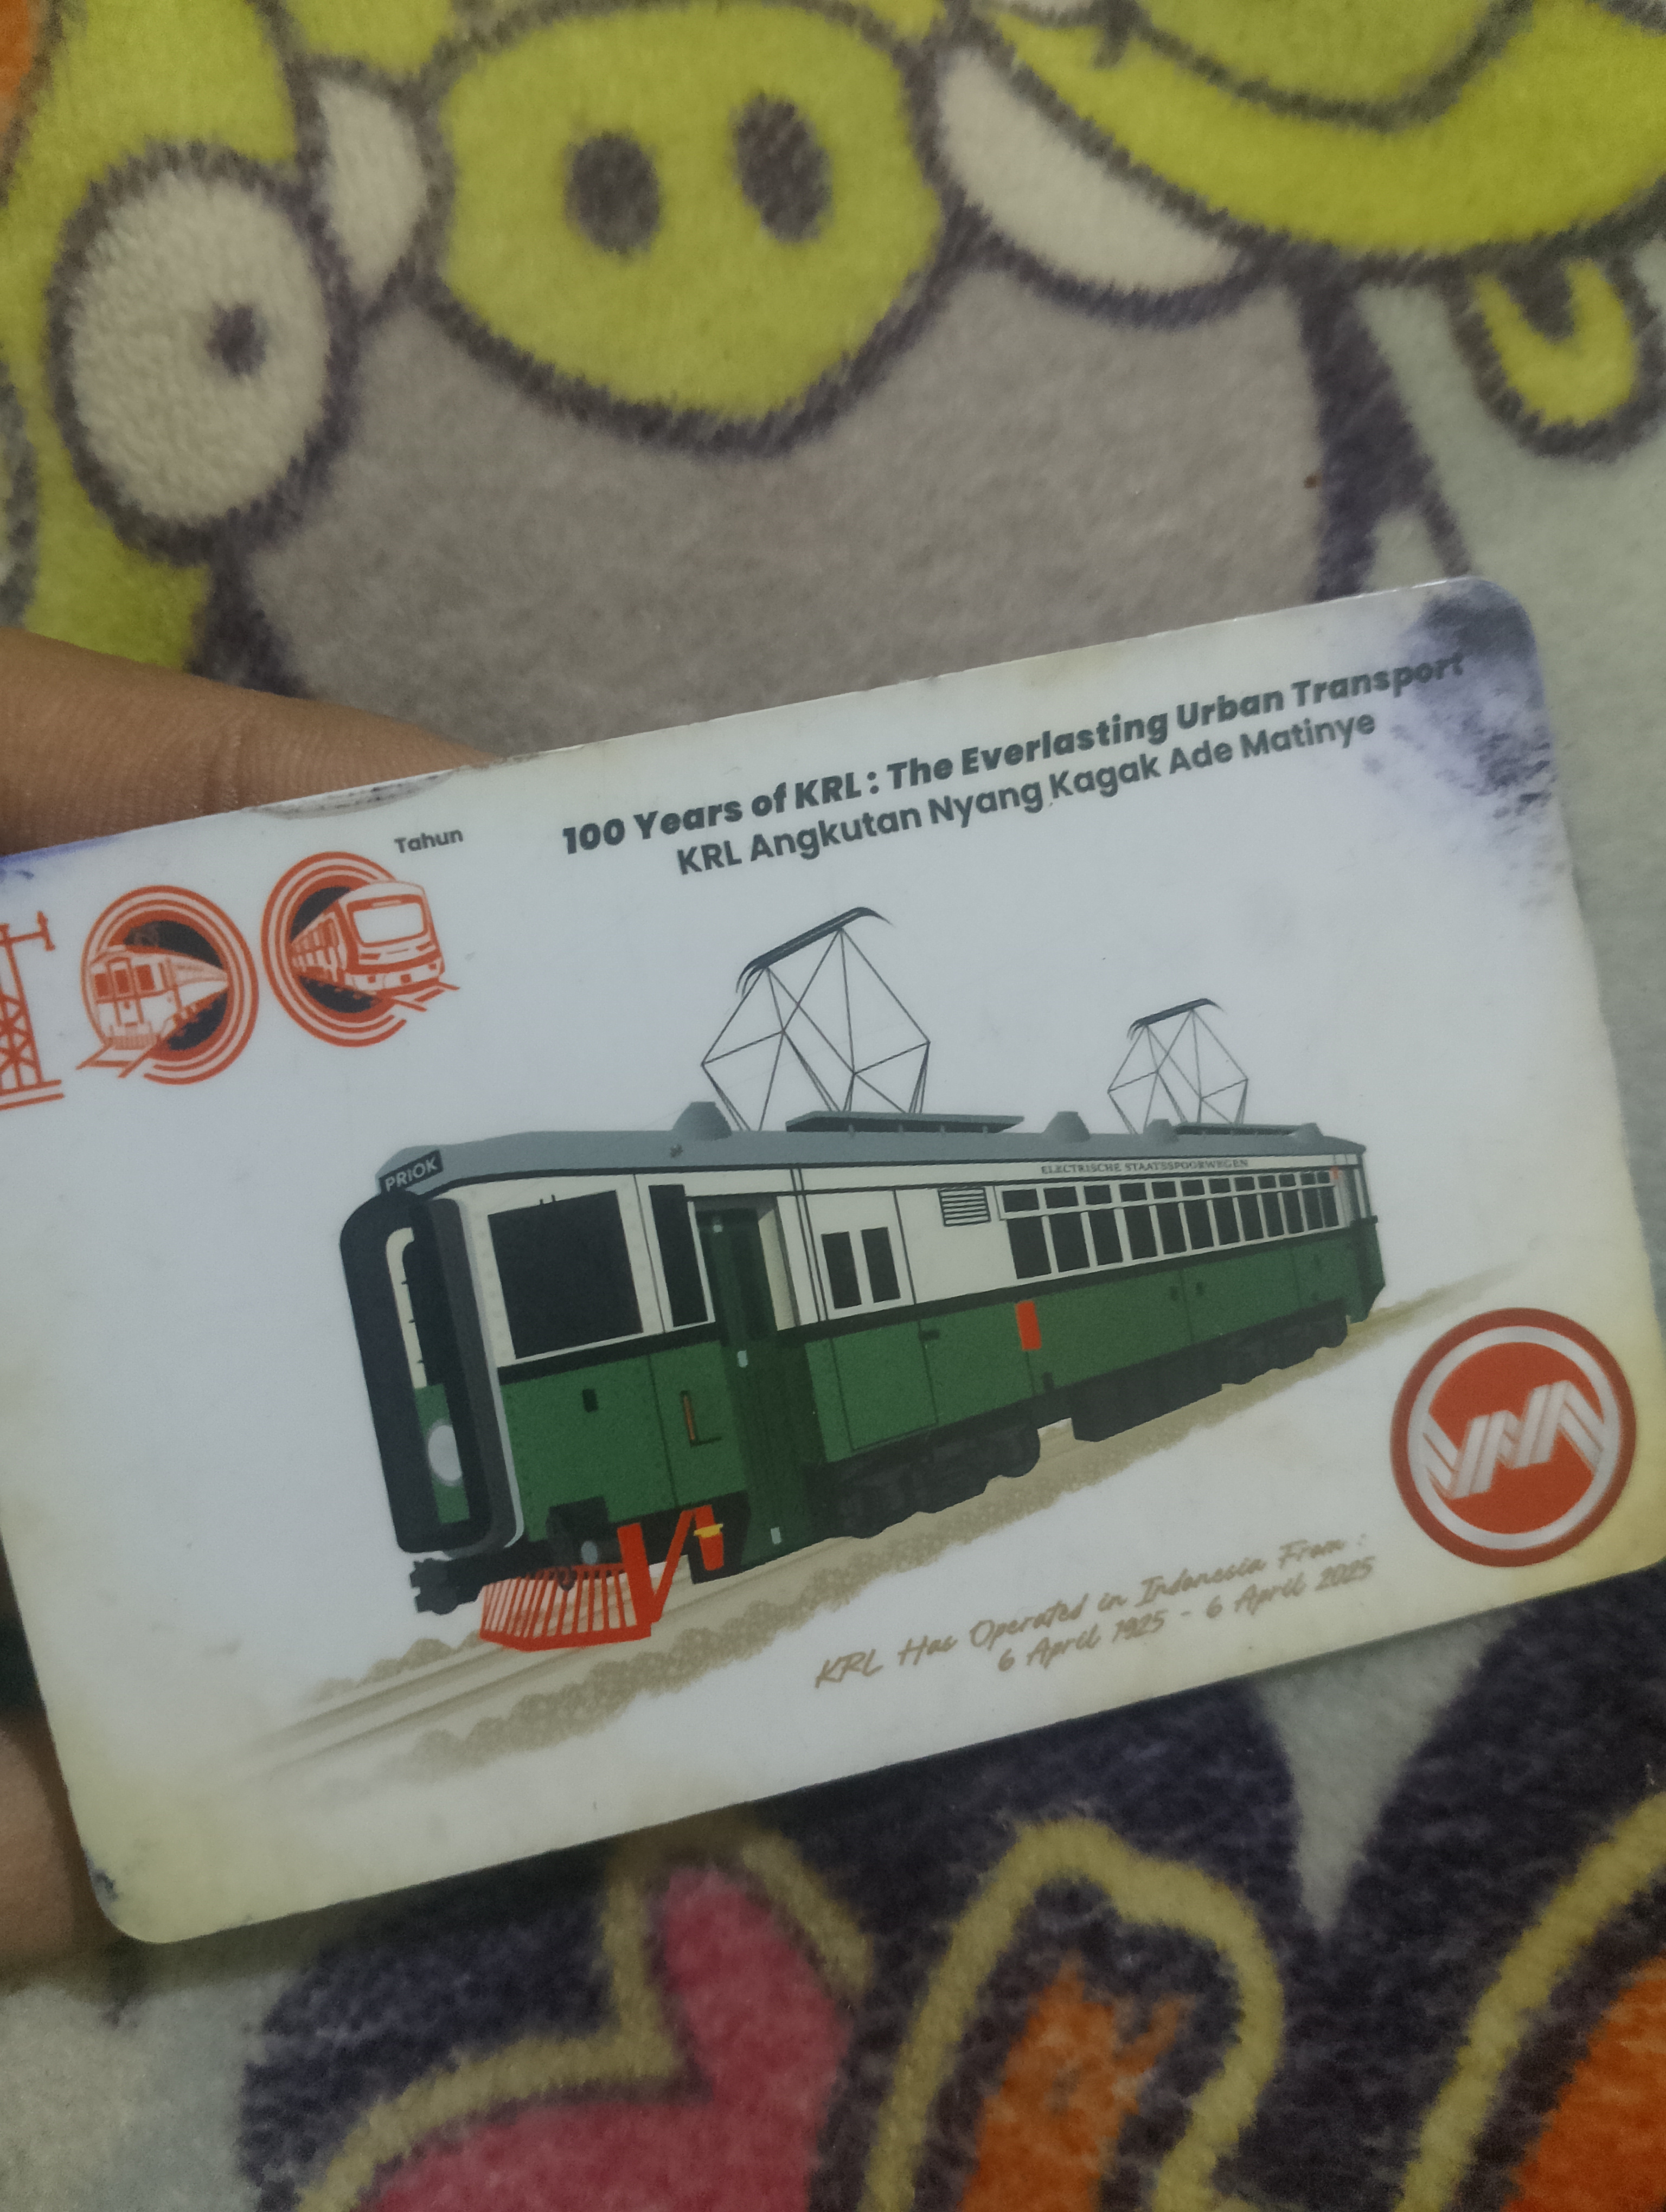 100 Years of KRL : The Everlasting Urban Transport
KRL Angkutan Nyang Kagak Ade Matinye
Tahun
100
PRIOK
ELECTRISCHE STAATSSPOORWEGEN
KRL Has Operated in Indonesia From :
6 April 1925 - 6 April 2025